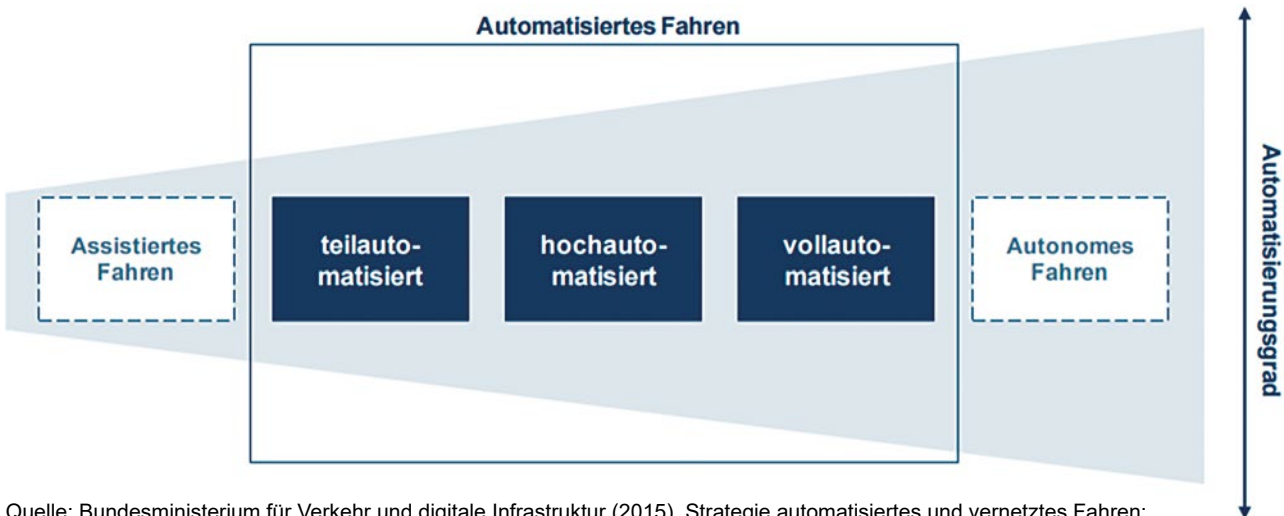 Automatisiertes Fahren
Assistiertes
Fahren
teilauto-
matisiert
hochauto-
matisiert
vollauto-
matisiert
Autonomes
Fahren
Automatisierungsgrad
Quelle: Bundesministerium für Verkehr und digitale Infrastruktur (2015). Strategie automatisiertes und vernetztes Fahren: